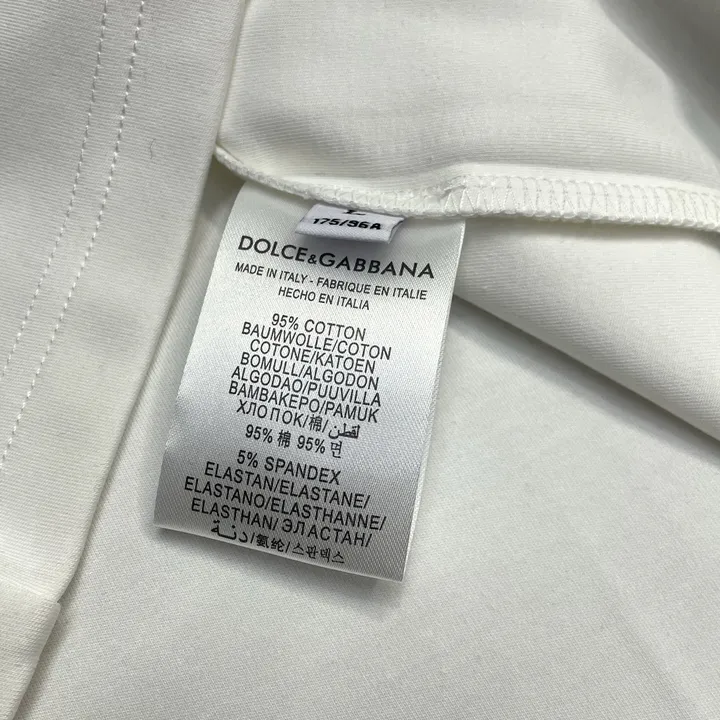 L
175/96A
DOLCE&GABBANA
MADE IN ITALY - FABRIQUE EN ITALIE
HECHO EN ITALIA
95% COTTON
BAUMWOLLE/COTON
COTONE/KATOEN
BOMULL/ALGODON
ALGODAO/PUUVILLA
BAMBAKEPO/PAMUK
ХЛОПОК/棉/لقطن
95% 棉 95% 면
5% SPANDEX
ELASTAN/ELASTANE/
ELASTANO/ELASTHANNE/
ELASTHAN/ ЭЛАСТАН/
دنة/氨纶/스판덱스